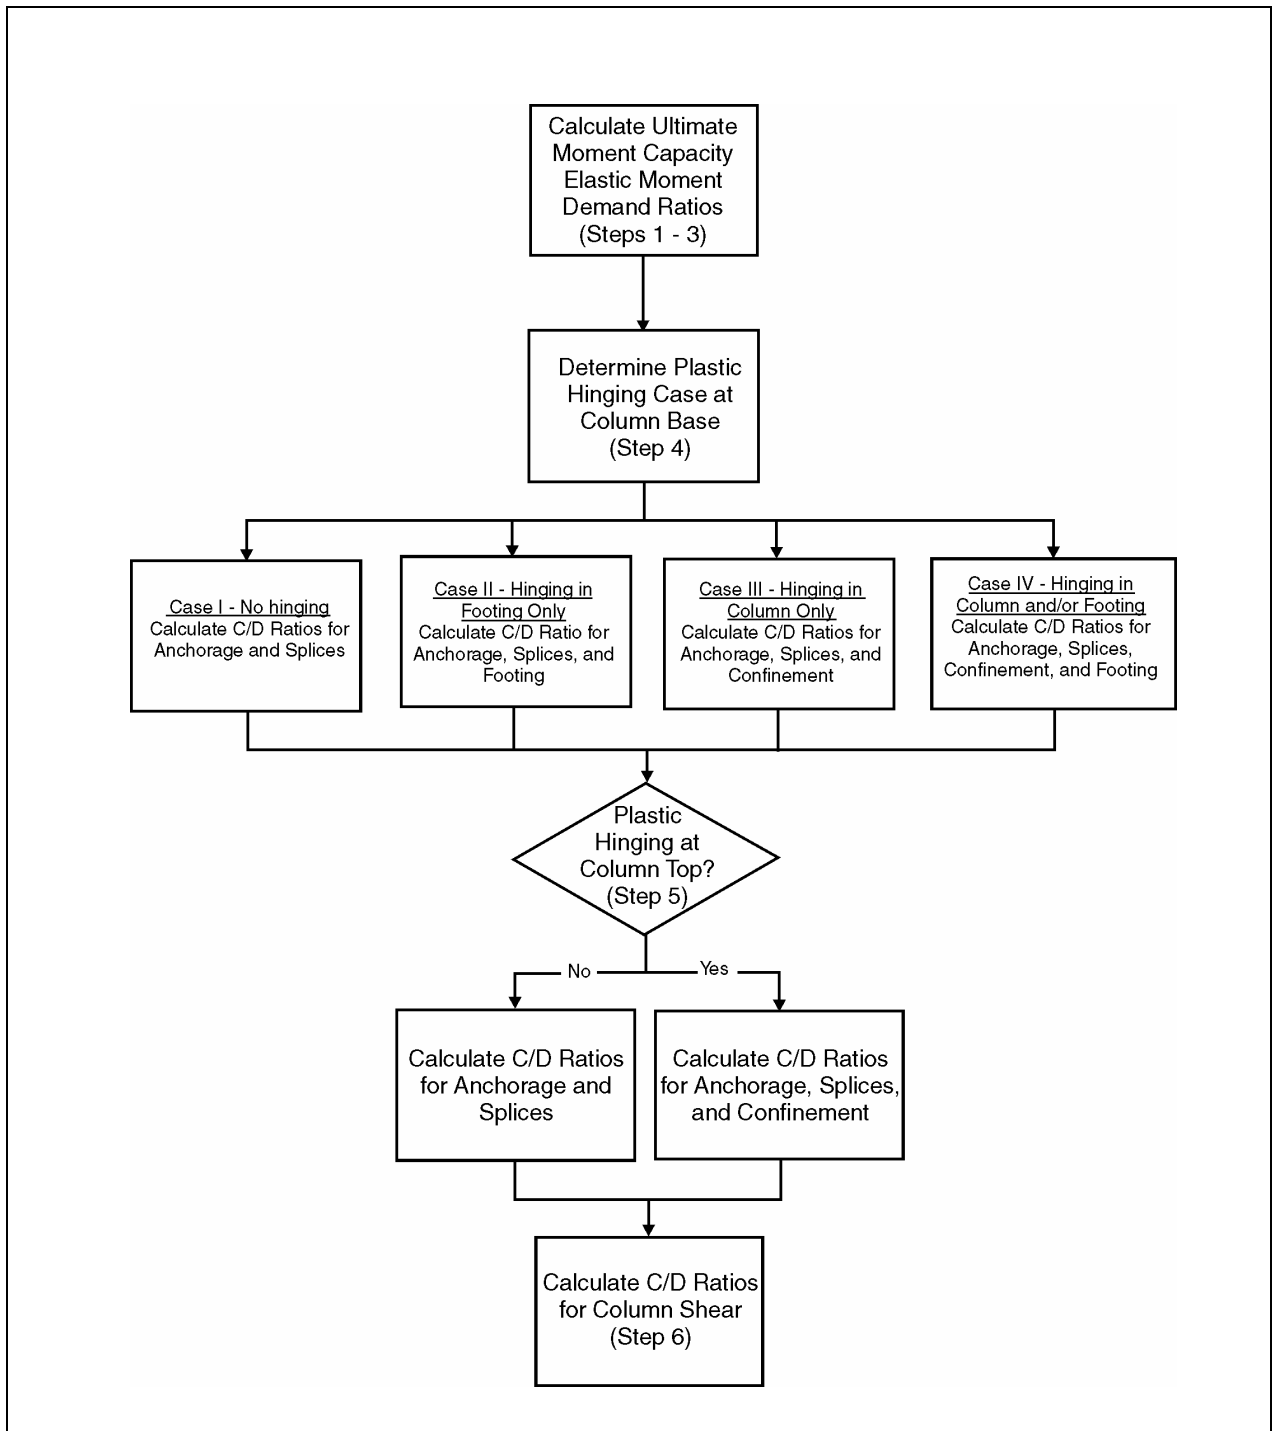 Calculate Ultimate
Moment Capacity
Elastic Moment
Demand Ratios
(Steps 1 - 3)
Determine Plastic
Hinging Case at
Column Base
(Step 4)
Case I - No hinging
Calculate C/D Ratios for
Anchorage and Splices
Case II - Hinging in
Footing Only
Calculate C/D Ratio for
Anchorage, Splices, and
Footing
Case III - Hinging in
Column Only
Calculate C/D Ratios for
Anchorage, Splices, and
Confinement
Case IV - Hinging in
Column and/or Footing
Calculate C/D Ratios for
Anchorage, Splices,
Confinement, and Footing
Plastic
Hinging at
Column Top?
(Step 5)
No
Yes
Calculate C/D Ratios
for Anchorage and
Splices
Calculate C/D Ratios
for Anchorage, Splices,
and Confinement
Calculate C/D Ratios
for Column Shear
(Step 6)